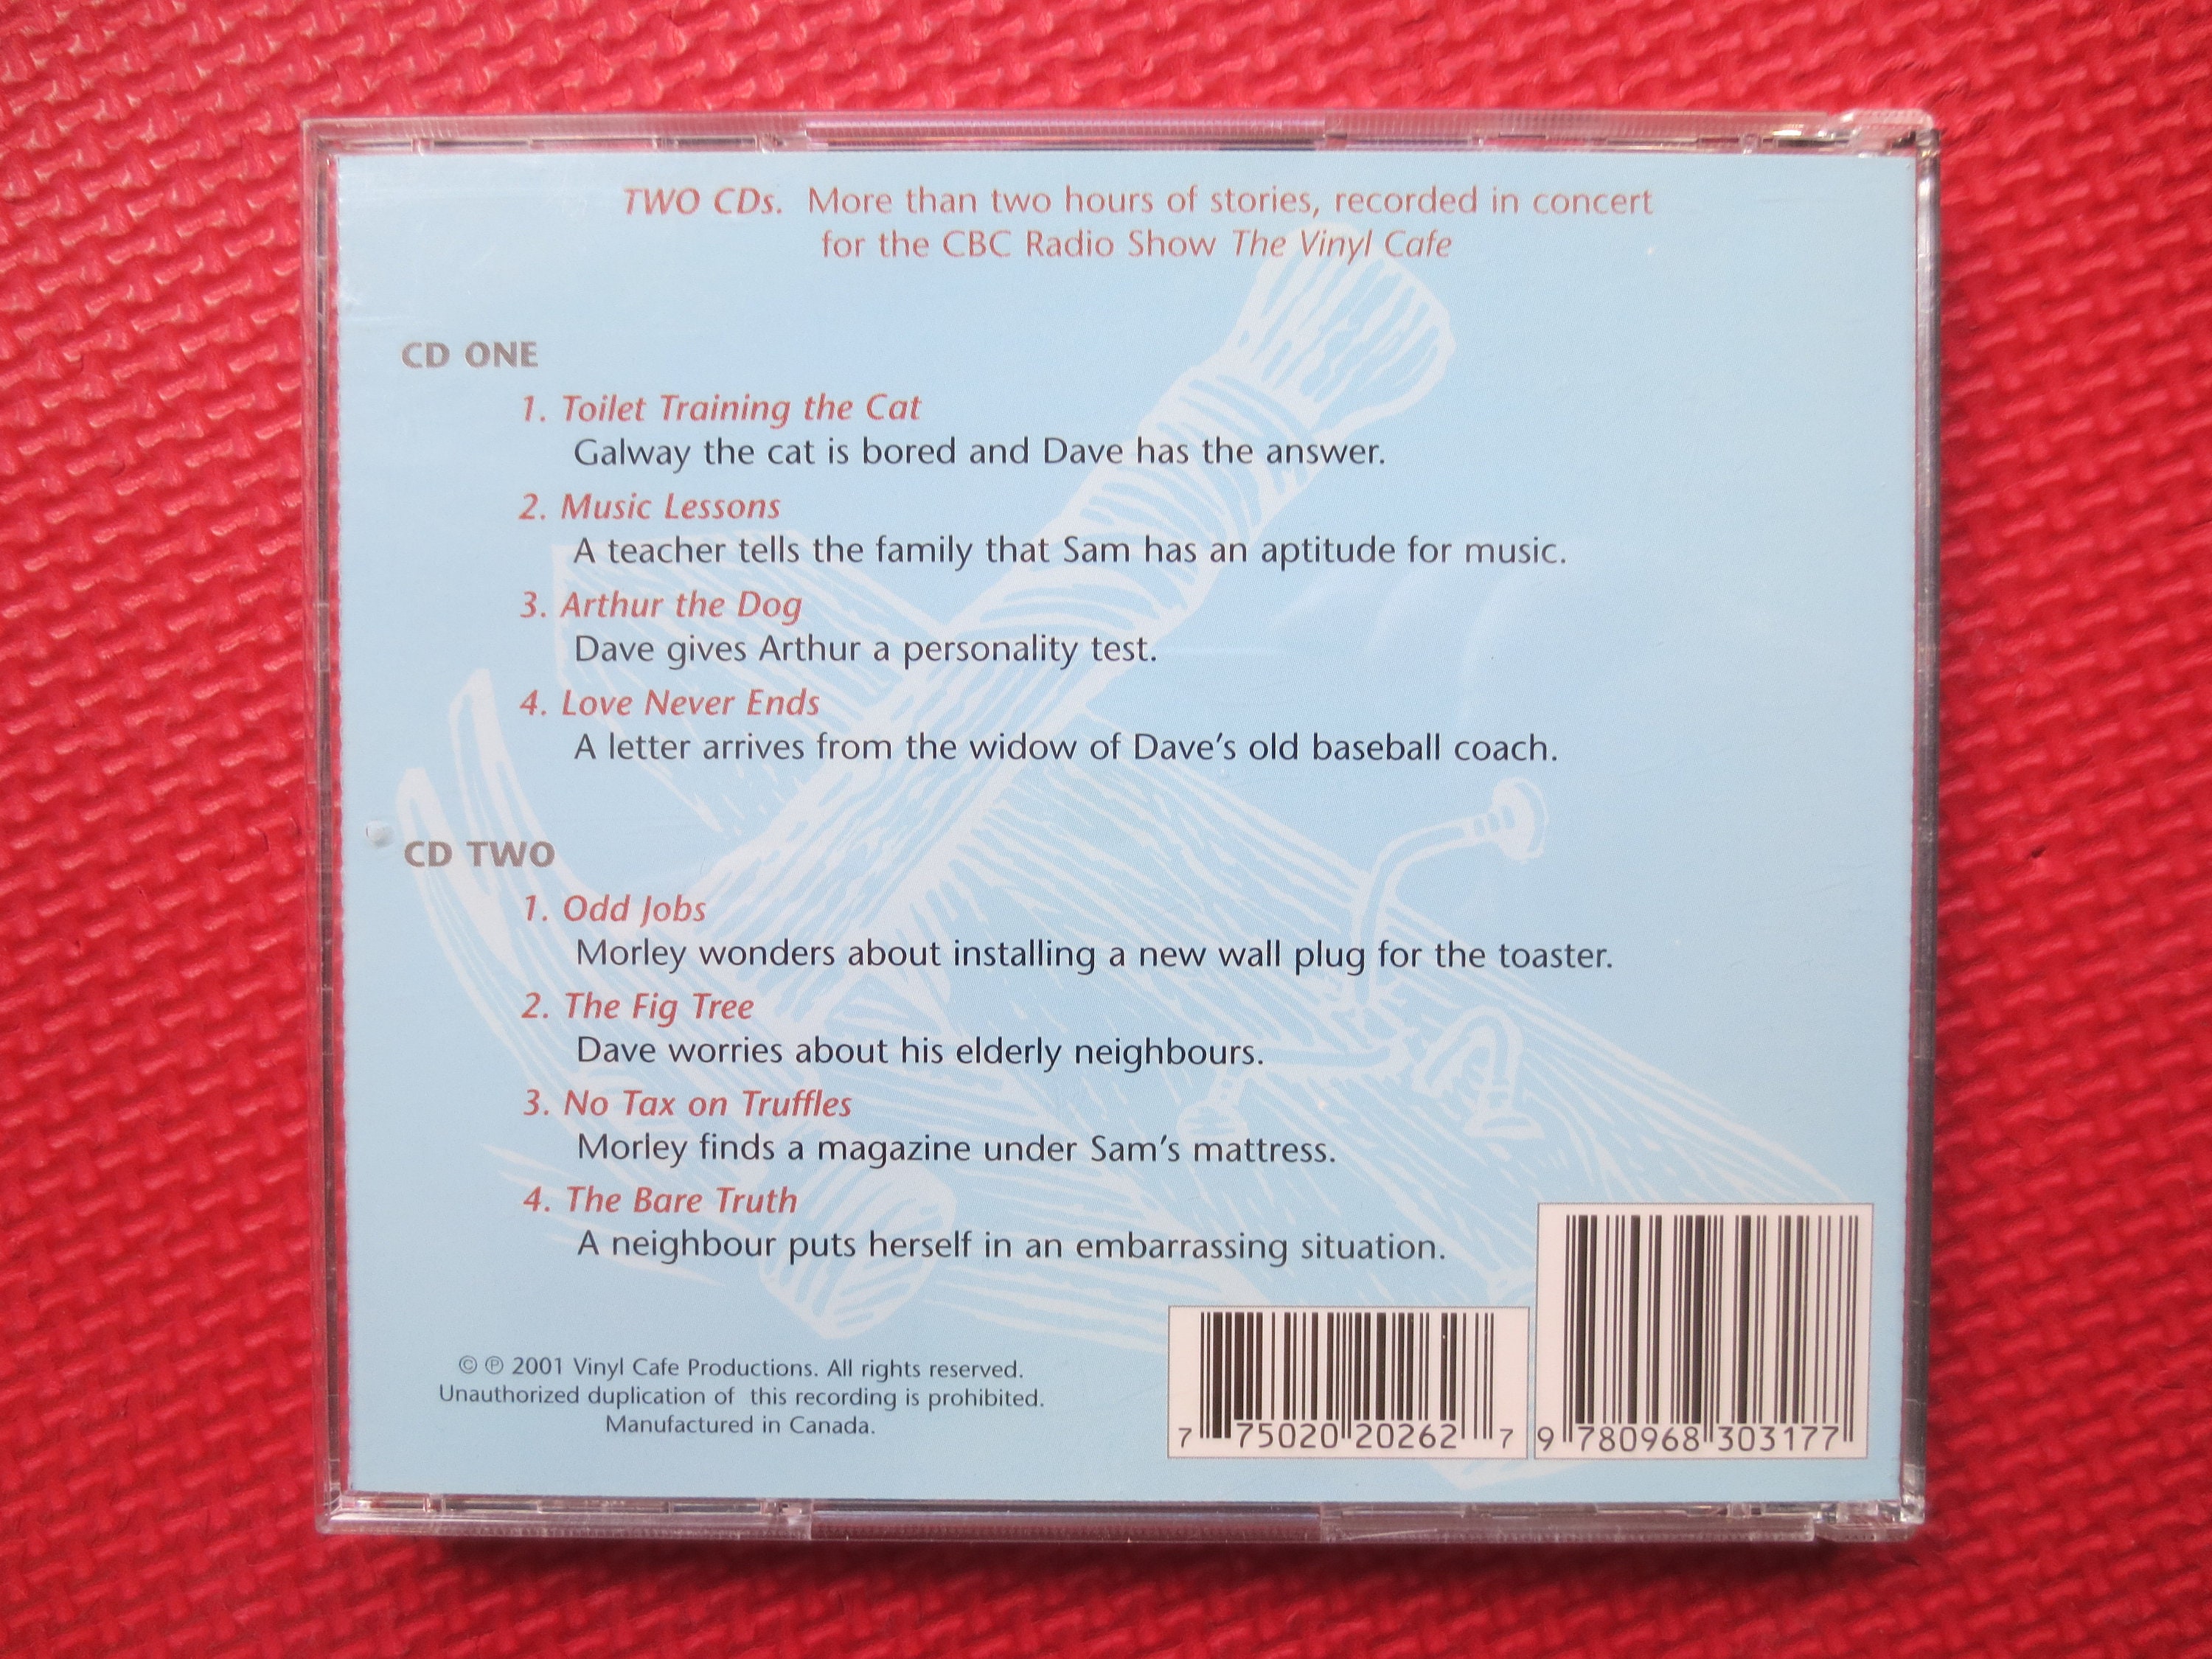 TWO CDs. More than two hours of stories, recorded in concert
for the CBC Radio Show The Vinyl Cafe
CD ONE
1. Toilet Training the Cat
Galway the cat is bored and Dave has the answer.
2. Music Lessons
A teacher tells the family that Sam has an aptitude for music.
3. Arthur the Dog
Dave gives Arthur a personality test.
4. Love Never Ends
A letter arrives from the widow of Dave's old baseball coach.
CD TWO
1. Odd Jobs
Morley wonders about installing a new wall plug for the toaster.
2. The Fig Tree
Dave worries about his elderly neighbours.
3. No Tax on Truffles
Morley finds a magazine under Sam's mattress.
4. The Bare Truth
A neighbour puts herself in an embarrassing situation.
© ℗ 2001 Vinyl Cafe Productions. All rights reserved.
Unauthorized duplication of this recording is prohibited.
Manufactured in Canada.
7 75020 20262 7
9 780968 303177